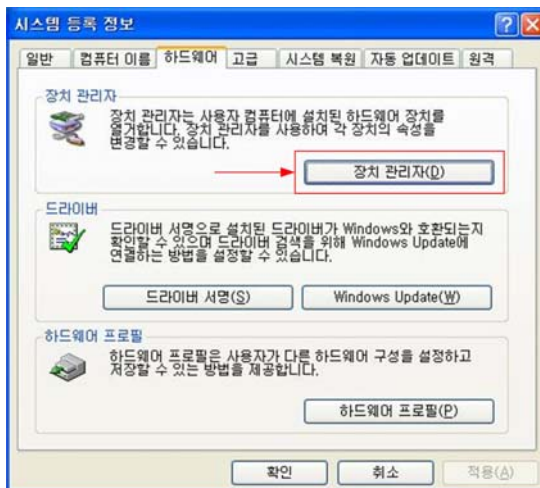 시스템 등록 정보
일반 컴퓨터 이름 하드웨어 고급 시스템 복원 자동 업데이트 원격
장치 관리자
장치 관리자는 사용자 컴퓨터에 설치된 하드웨어 장치를
열거합니다. 장치 관리자를 사용하여 각 장치의 속성을
변경할 수 있습니다.
장치 관리자(D)
드라이버
드라이버 서명으로 설치된 드라이버가 Windows와 호환되는지
확인할 수 있으며 드라이버 검색을 위해 Windows Update에
연결하는 방법을 설정할 수 있습니다.
드라이버 서명(S) Windows Update(W)
하드웨어 프로필
하드웨어 프로필은 사용자가 다른 하드웨어 구성을 설정하고
저장할 수 있는 방법을 제공합니다.
하드웨어 프로필(P)
확인 취소 적용(A)